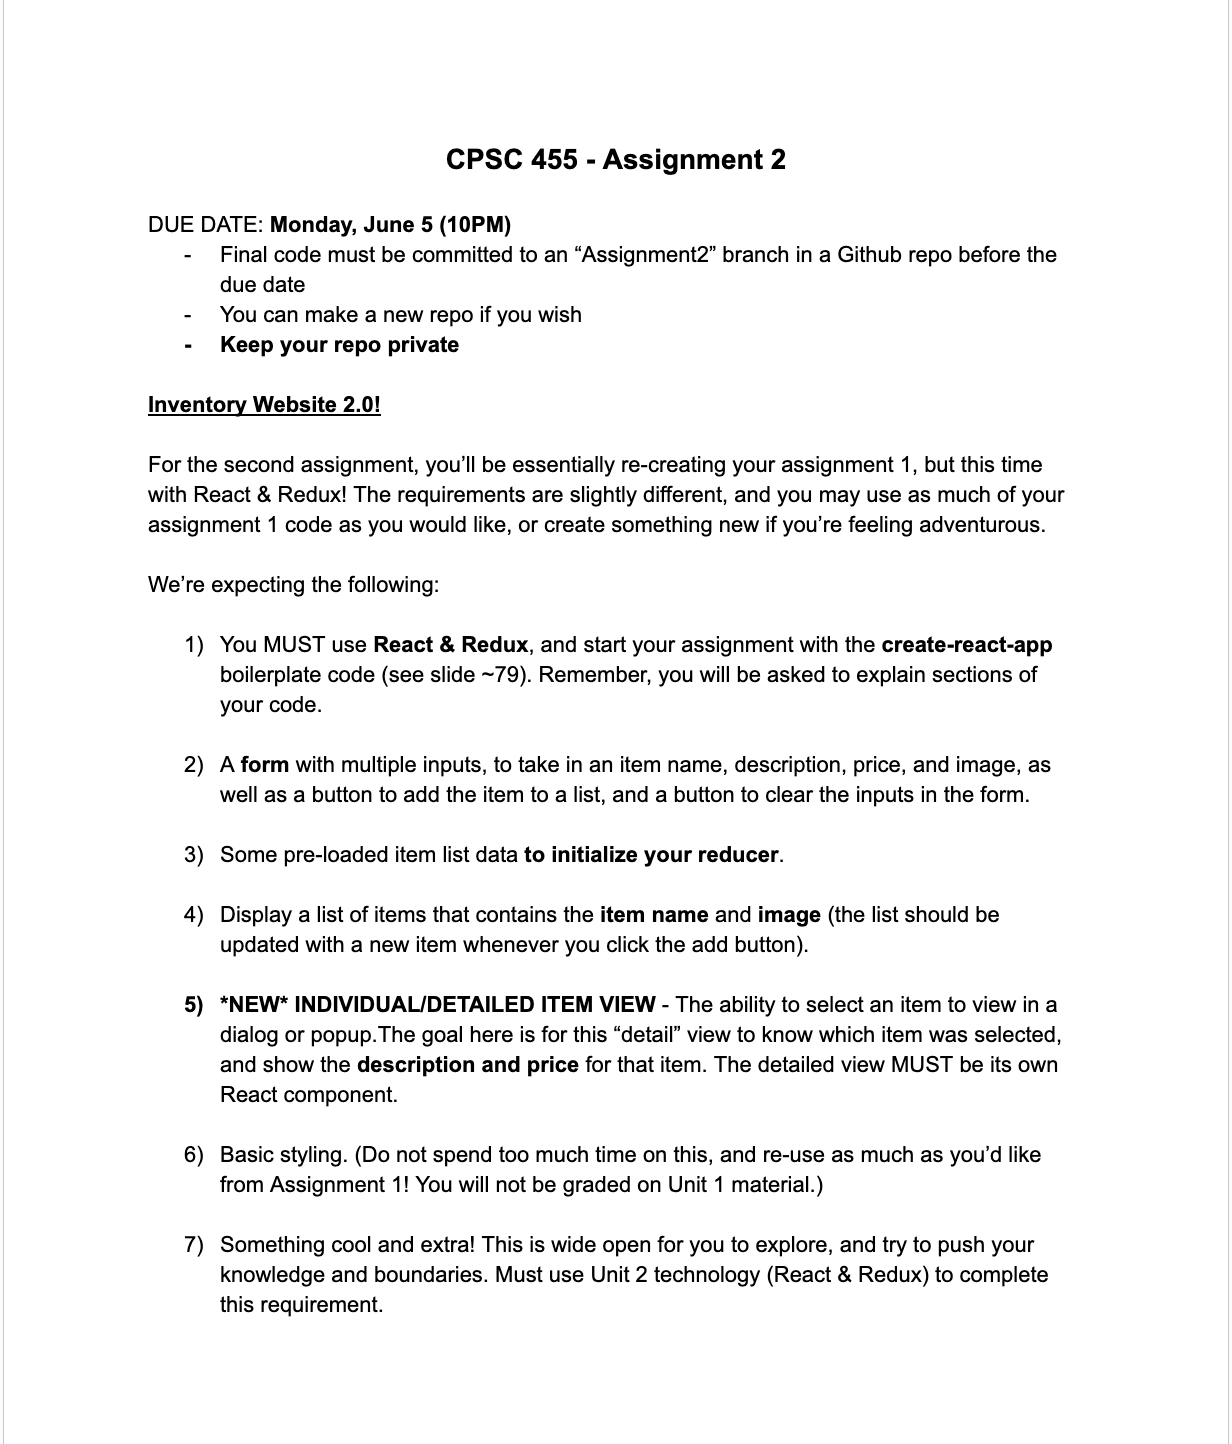 CPSC 455 - Assignment 2
DUE DATE: Monday, June 5 (10PM)
- Final code must be committed to an “Assignment2” branch in a Github repo before the
due date
- You can make a new repo if you wish
- Keep your repo private
Inventory Website 2.0!
For the second assignment, you’ll be essentially re-creating your assignment 1, but this time
with React & Redux! The requirements are slightly different, and you may use as much of your
assignment 1 code as you would like, or create something new if you’re feeling adventurous.
We’re expecting the following:
1) You MUST use React & Redux, and start your assignment with the create-react-app
boilerplate code (see slide ~79). Remember, you will be asked to explain sections of
your code.
2) A form with multiple inputs, to take in an item name, description, price, and image, as
well as a button to add the item to a list, and a button to clear the inputs in the form.
3) Some pre-loaded item list data to initialize your reducer.
4) Display a list of items that contains the item name and image (the list should be
updated with a new item whenever you click the add button).
5) *NEW* INDIVIDUAL/DETAILED ITEM VIEW - The ability to select an item to view in a
dialog or popup.The goal here is for this “detail” view to know which item was selected,
and show the description and price for that item. The detailed view MUST be its own
React component.
6) Basic styling. (Do not spend too much time on this, and re-use as much as you’d like
from Assignment 1! You will not be graded on Unit 1 material.)
7) Something cool and extra! This is wide open for you to explore, and try to push your
knowledge and boundaries. Must use Unit 2 technology (React & Redux) to complete
this requirement.